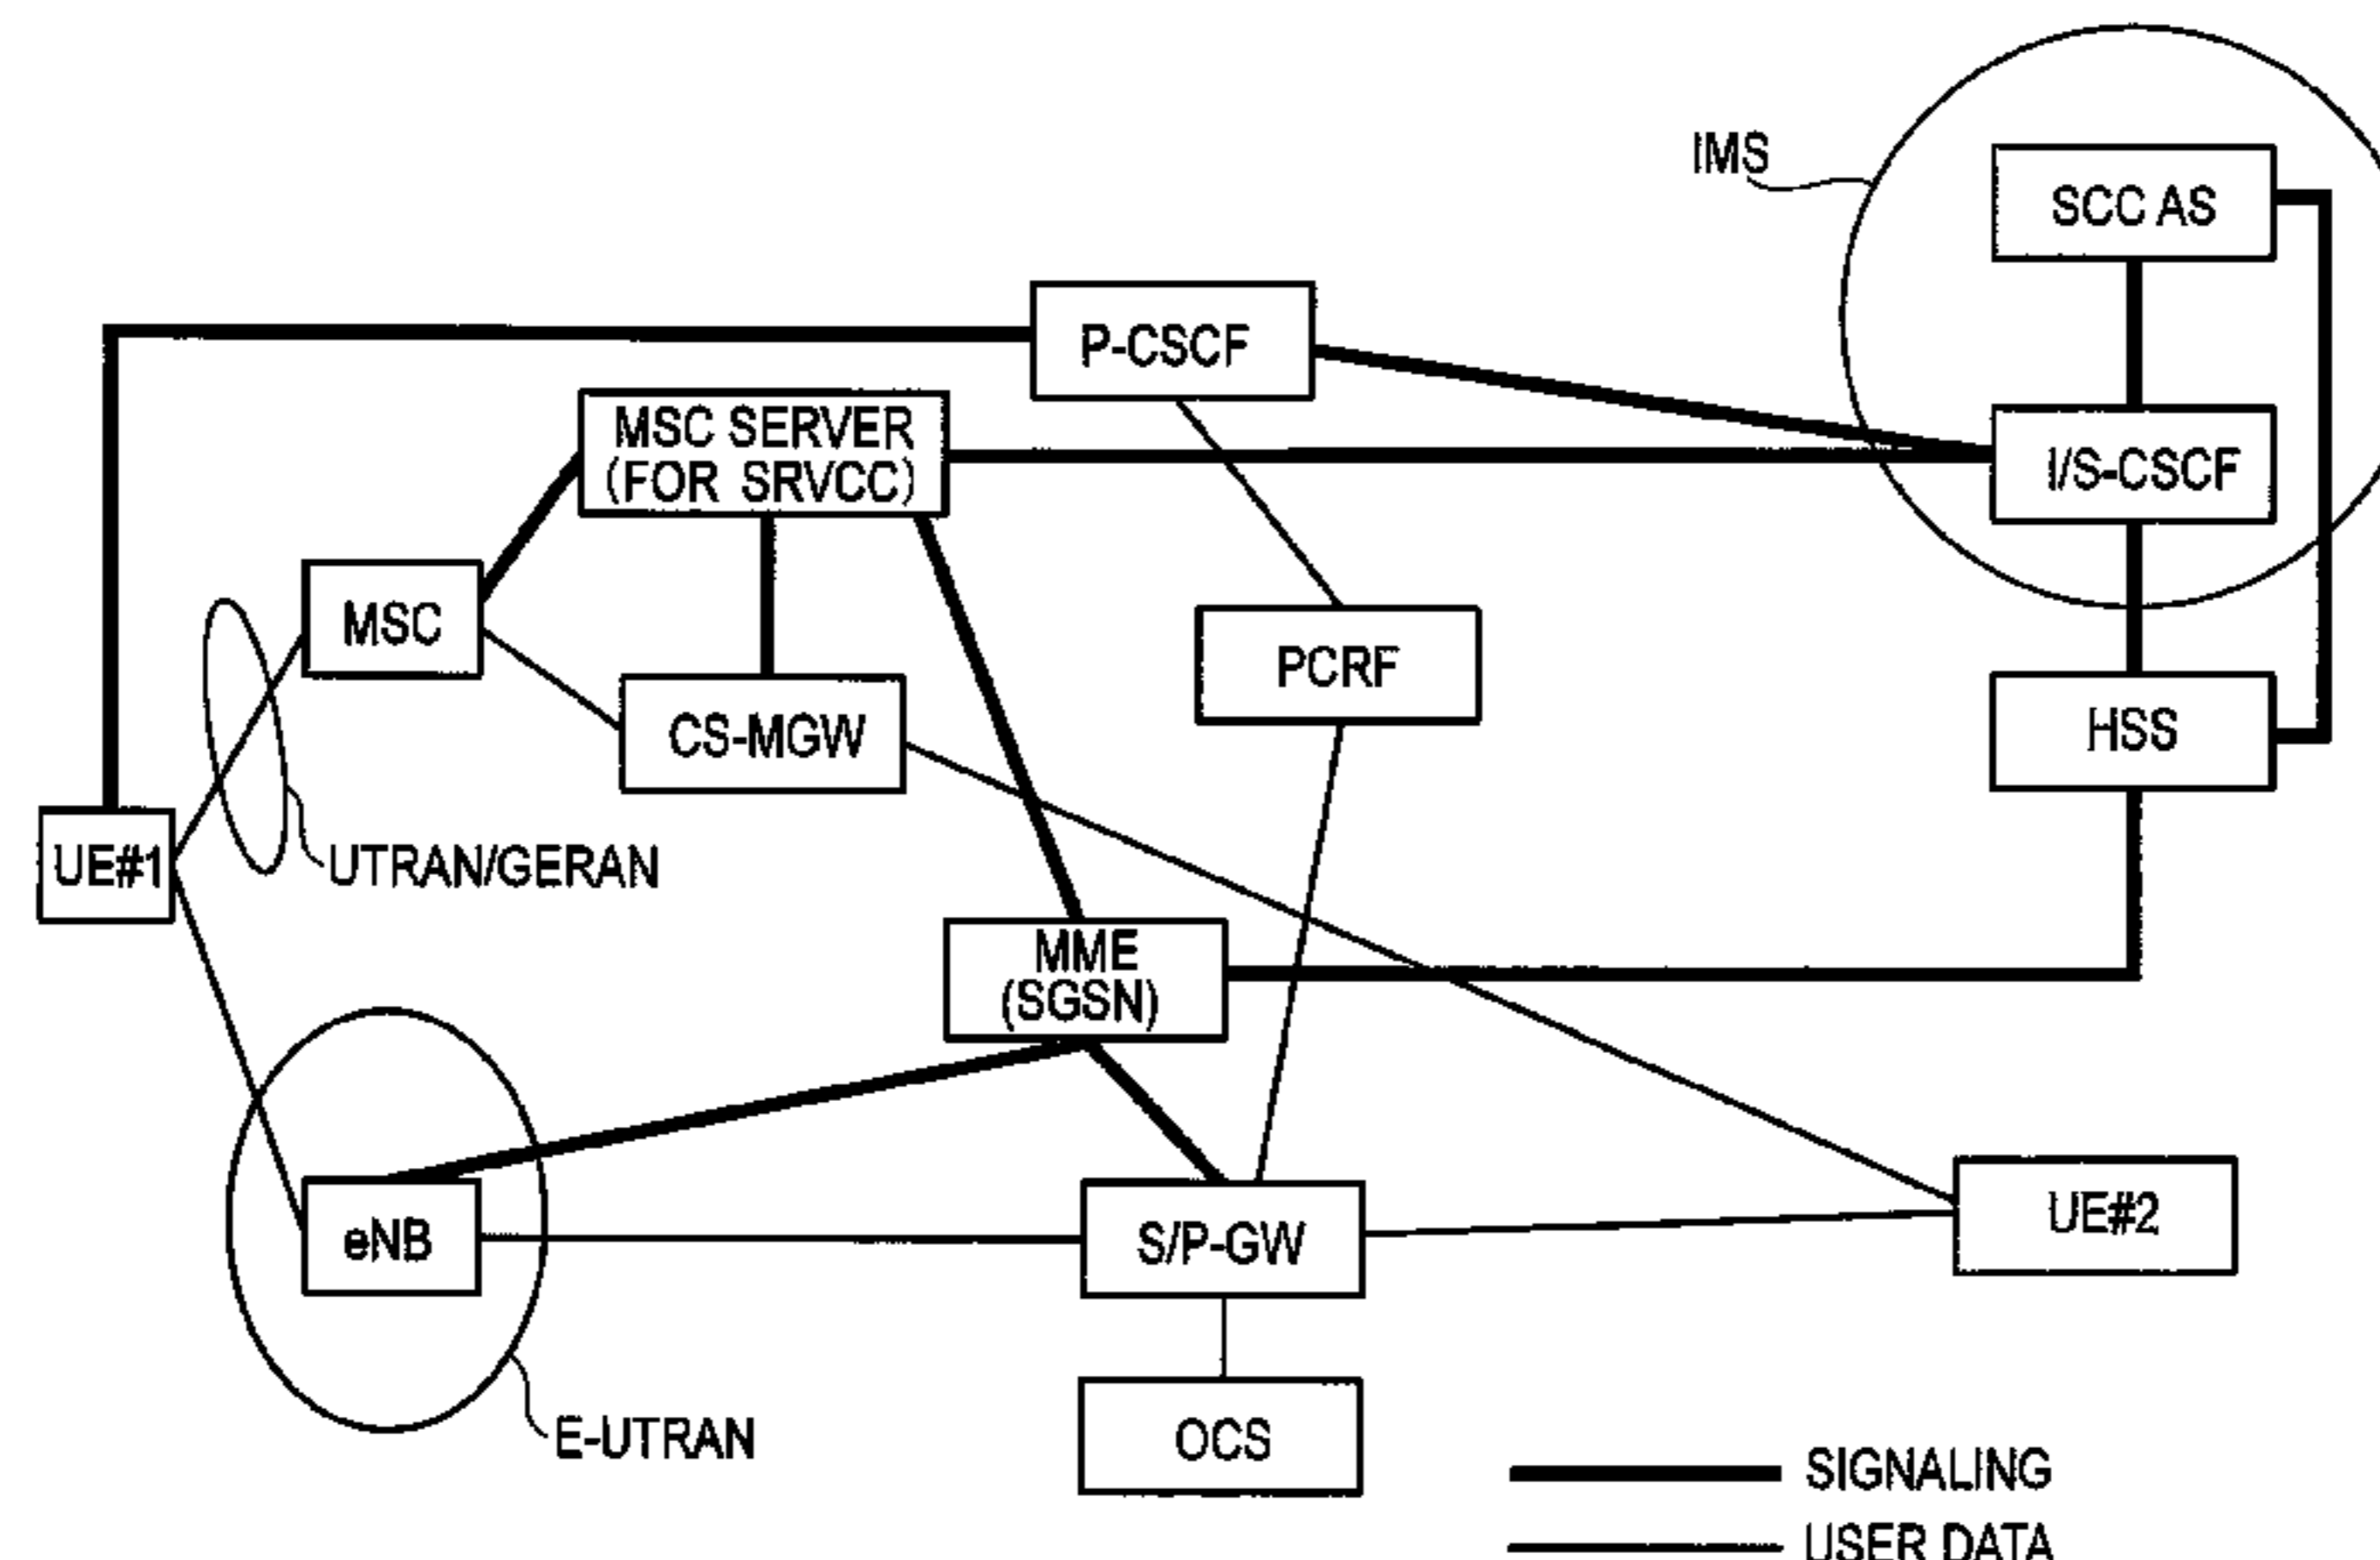 IMS
SCC AS
P-CSCF
MSC SERVER
(FOR SRVCC)
I/S-CSCF
MSC
PCRF
CS-MGW
HSS
UE#1
UTRAN/GERAN
MME
(SGSN)
eNB
S/P-GW
UE#2
E-UTRAN
OCS
SIGNALING
USER DATA